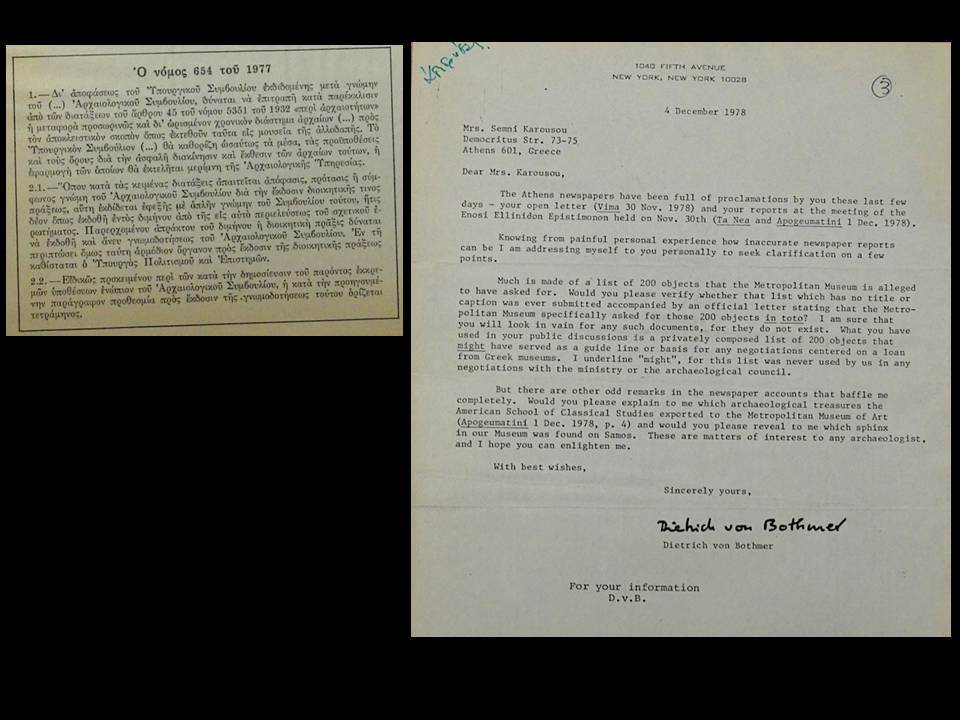 Ὁ νόμος 654 τοῦ 1977
1.—Δι' ἀποφάσεως τοῦ Ὑπουργικοῦ Συμβουλίου ἐκδιδομένης μετὰ γνώμην
τοῦ (...) Ἀρχαιολογικοῦ Συμβουλίου, δύναται νὰ ἐπιτραπῇ κατὰ παρέκκλισιν
ἀπὸ τῶν διατάξεων τοῦ ἄρθρου 45 τοῦ νόμου 5351 τοῦ 1932 «περὶ ἀρχαιοτήτων»
ἡ μεταφορὰ προσωρινῶς καὶ δι' ὡρισμένον χρονικὸν διάστημα ἀρχαίων (...) πρὸς
τὸν ἀποκλειστικὸν σκοπὸν ὅπως ἐκτεθοῦν ταῦτα εἰς μουσεῖα τῆς ἀλλοδαπῆς. Τὸ
Ὑπουργικὸν Συμβούλιον (...) θὰ καθορίζῃ ὡσαύτως τὰ μέσα, τὰς προϋποθέσεις
καὶ τοὺς ὅρους διὰ τὴν ἀσφαλῆ διακίνησιν καὶ ἔκθεσιν τῶν ἀρχαίων τούτων, ἡ
ἐφαρμογὴ τῶν ὁποίων θὰ ἐκτελῆται μερίμνῃ τῆς Ἀρχαιολογικῆς Ὑπηρεσίας.
2.1.—Ὅπου κατὰ τὰς κειμένας διατάξεις ἀπαιτεῖται ἀπόφασις, πρότασις ἢ σύμ-
φωνος γνώμη τοῦ Ἀρχαιολογικοῦ Συμβουλίου διὰ τὴν ἔκδοσιν διοικητικῆς τινος
πράξεως, αὕτη ἐκδίδεται ἐφεξῆς μὲ ἁπλῆν γνώμην τοῦ Συμβουλίου τούτου, ἥτις
δέον ὅπως ἐκδοθῇ ἐντὸς διμήνου ἀπὸ τῆς εἰς αὐτὸ περιελεύσεως τοῦ σχετικοῦ ἐ-
ρωτήματος. Παρερχομένου ἀπράκτου τοῦ διμήνου ἡ διοικητικὴ πρᾶξις δύναται
νὰ ἐκδοθῇ καὶ ἄνευ γνωμοδοτήσεως τοῦ Ἀρχαιολογικοῦ Συμβουλίου. Ἐν τῇ
περιπτώσει ὅμως ταύτῃ ἁρμόδιον ὄργανον πρὸς ἔκδοσιν τῆς διοικητικῆς πράξεως
καθίσταται ὁ Ὑπουργὸς Πολιτισμοῦ καὶ Ἐπιστημῶν.
2.2.—Εἰδικῶς προκειμένου περὶ τῶν κατὰ τὴν δημοσίευσιν τοῦ παρόντος ἐκκρε-
μῶν ὑποθέσεων ἐνώπιον τοῦ Ἀρχαιολογικοῦ Συμβουλίου, ἡ κατὰ τὴν προηγουμέ-
νην παράγραφον προθεσμία πρὸς ἔκδοσιν τῆς γνωμοδοτήσεως τούτου ὁρίζεται
τετράμηνος.
1040 FIFTH AVENUE
NEW YORK, NEW YORK 10028
3
4 December 1978
Mrs. Semni Karousou
Democritus Str. 73-75
Athens 601, Greece
Dear Mrs. Karousou,
The Athens newspapers have been full of proclamations by you these last few
days - your open letter (Vima 30 Nov. 1978) and your reports at the meeting of the
Enosi Ellinidon Epistimonon held on Nov. 30th (Ta Nea and Apogeumatini 1 Dec. 1978).
Knowing from painful personal experience how inaccurate newspaper reports
can be I am addressing myself to you personally to seek clarification on a few
points.
Much is made of a list of 200 objects that the Metropolitan Museum is alleged
to have asked for. Would you please verify whether that list which has no title or
caption was ever submitted accompanied by an official letter stating that the Metro-
politan Museum specifically asked for those 200 objects in toto? I am sure that
you will look in vain for any such documents, for they do not exist. What you have
used in your public discussions is a privately composed list of 200 objects that
might have served as a guide line or basis for any negotiations centered on a loan
from Greek museums. I underline "might", for this list was never used by us in any
negotiations with the ministry or the archaeological council.
But there are other odd remarks in the newspaper accounts that baffle me
completely. Would you please explain to me which archaeological treasures the
American School of Classical Studies exported to the Metropolitan Museum of Art
(Apogeumatini 1 Dec. 1978, p. 4) and would you please reveal to me which sphinx
in our Museum was found on Samos. These are matters of interest to any archaeologist,
and I hope you can enlighten me.
With best wishes,
Sincerely yours,
Dietrich von Bothmer
Dietrich von Bothmer
For your information
D.v.B.